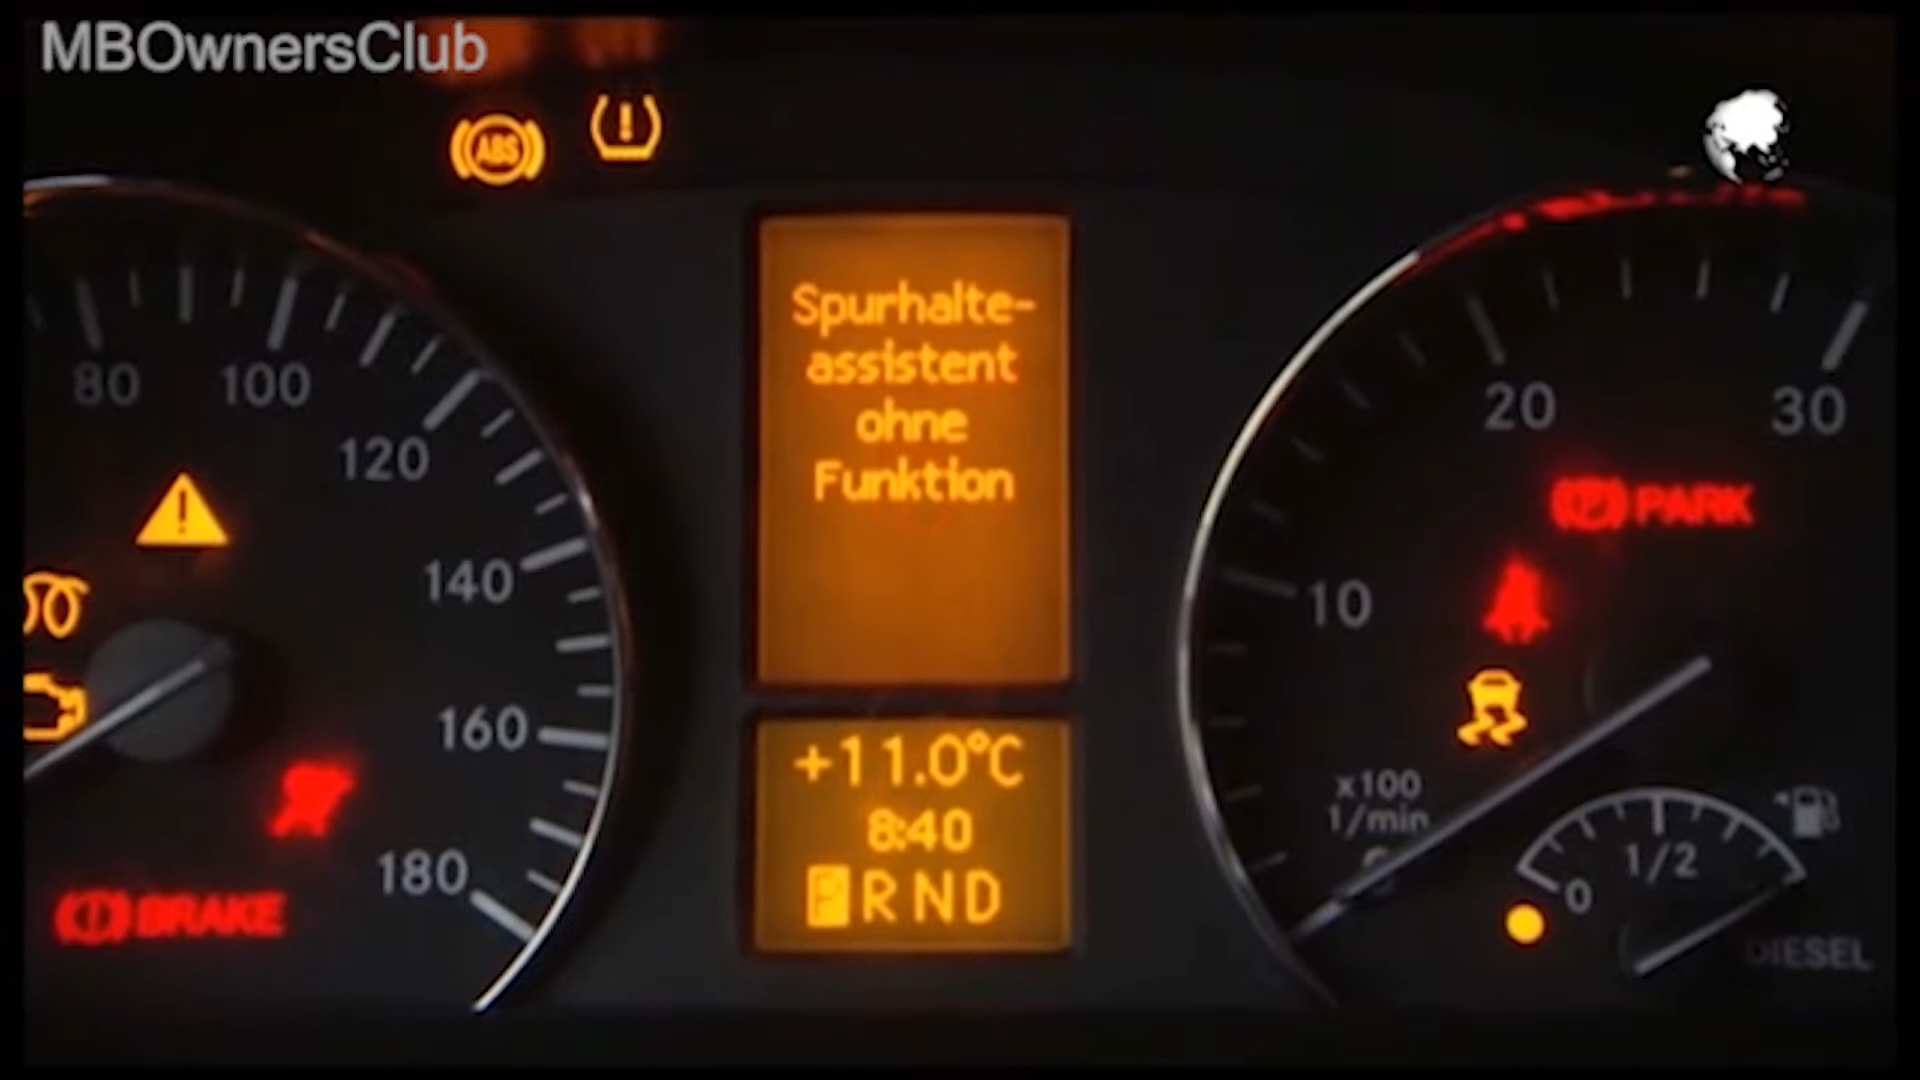 MBOwnersClub
ABS
Spurhalte-
assistent
ohne
Funktion
80
100
120
140
160
180
BRAKE
+11.0°C
8:40
P R N D
10
20
30
PARK
x100
1/min
0
1/2
DIESEL